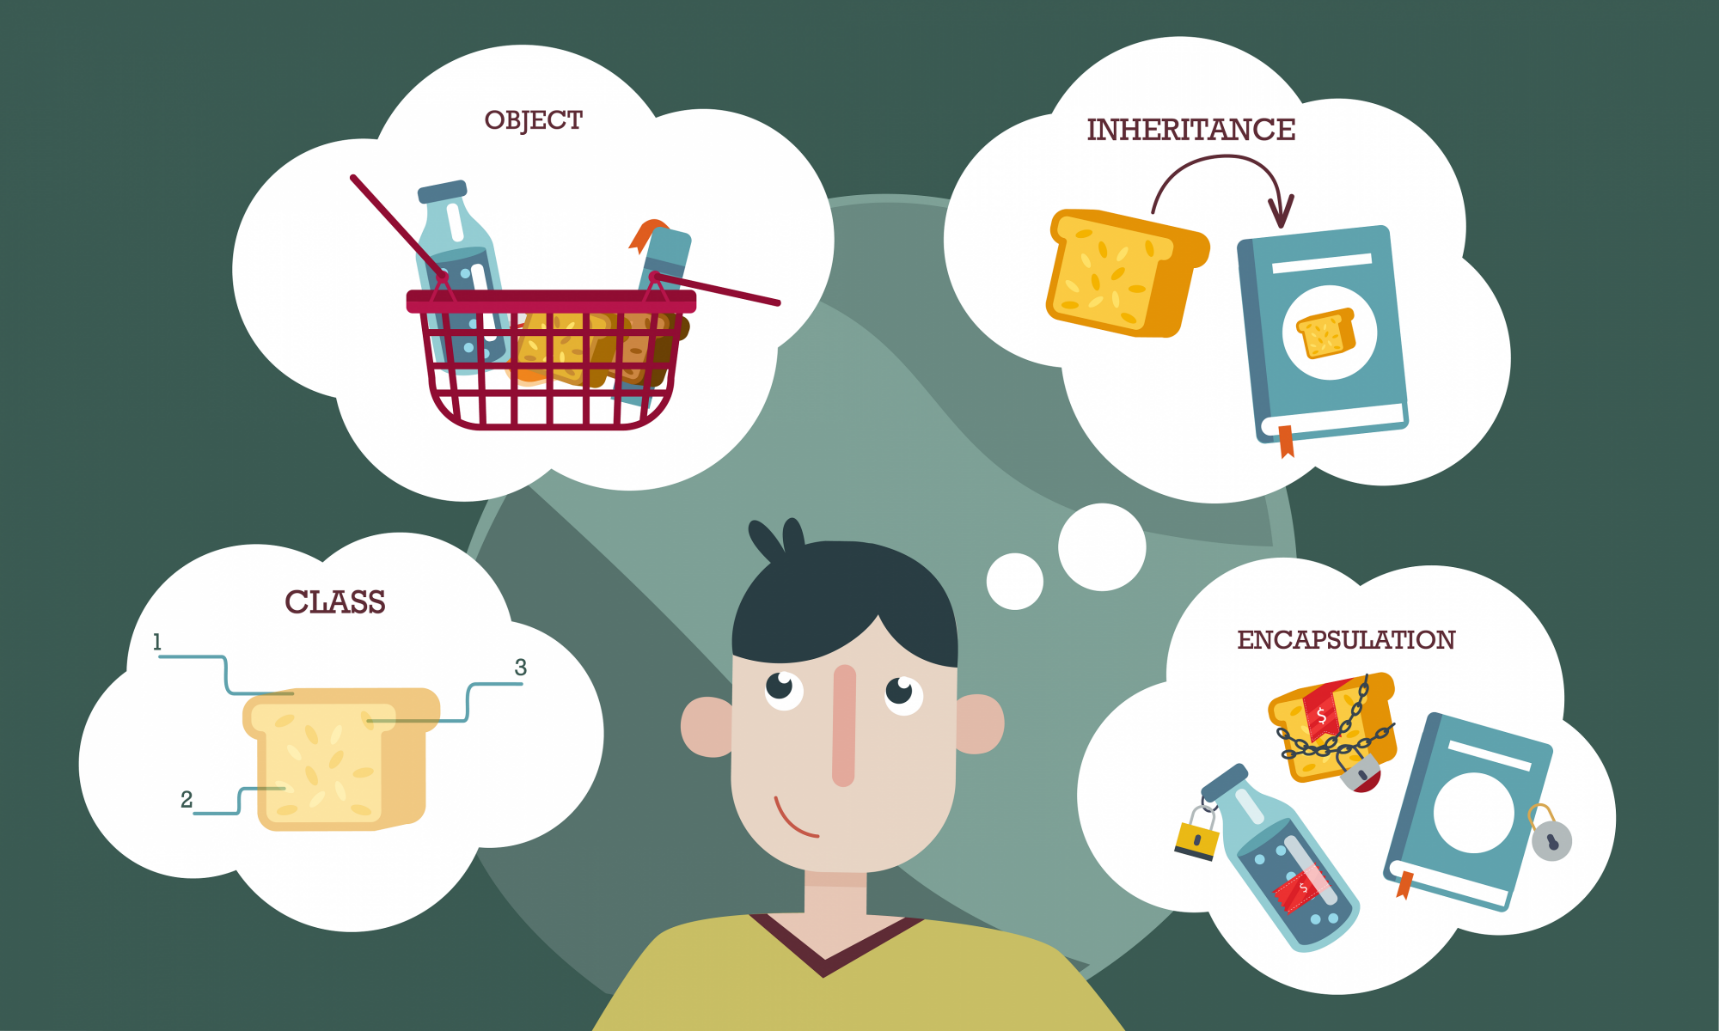 OBJECT
INHERITANCE
CLASS
1
3
2
ENCAPSULATION
$
$